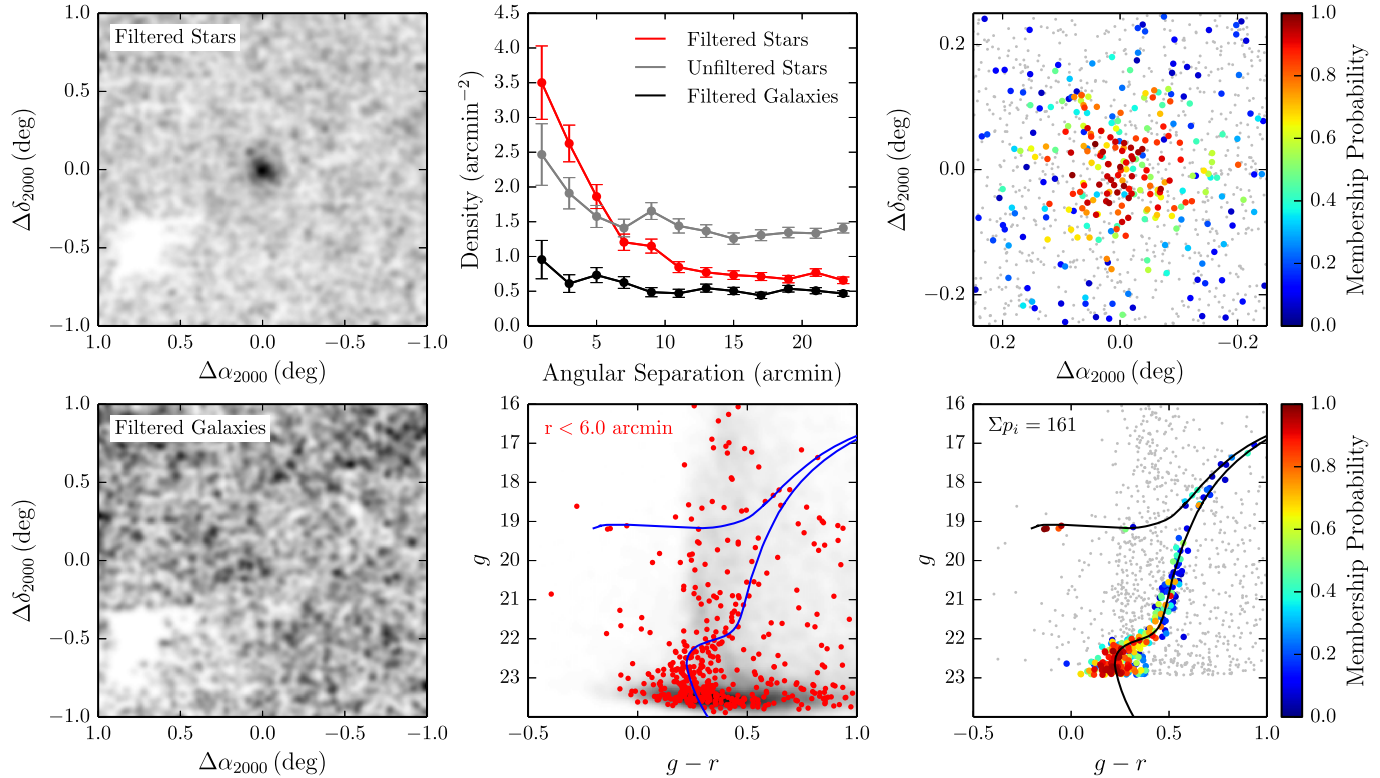 Filtered Stars
Δδ₂₀₀₀ (deg)
1.0
0.5
0.0
−0.5
−1.0
1.0 0.5 0.0 −0.5 −1.0
Δα₂₀₀₀ (deg)
Density (arcmin⁻²)
4.5
4.0
3.5
3.0
2.5
2.0
1.5
1.0
0.5
0.0
Filtered Stars
Unfiltered Stars
Filtered Galaxies
0 5 10 15 20
Angular Separation (arcmin)
Δδ₂₀₀₀ (deg)
0.2
0.0
−0.2
0.2 0.0 −0.2
Δα₂₀₀₀ (deg)
1.0
0.8
0.6
0.4
0.2
0.0
Membership Probability
Filtered Galaxies
Δδ₂₀₀₀ (deg)
1.0
0.5
0.0
−0.5
−1.0
1.0 0.5 0.0 −0.5 −1.0
Δα₂₀₀₀ (deg)
r < 6.0 arcmin
g
16
17
18
19
20
21
22
23
−0.5 0.0 0.5 1.0
g − r
Σpᵢ = 161
g
16
17
18
19
20
21
22
23
−0.5 0.0 0.5 1.0
g − r
1.0
0.8
0.6
0.4
0.2
0.0
Membership Probability